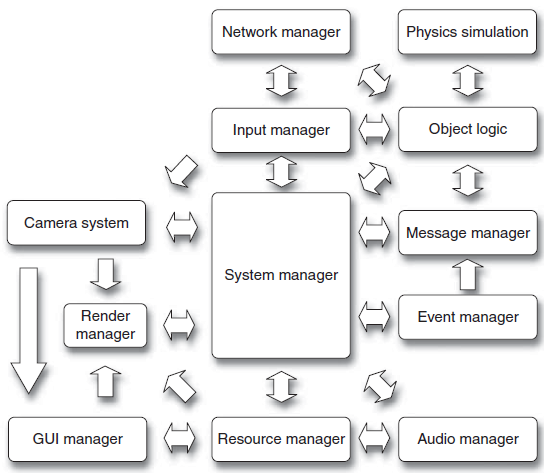 Network manager
Physics simulation
Input manager
Object logic
Camera system
System manager
Message manager
Render
manager
Event manager
GUI manager
Resource manager
Audio manager